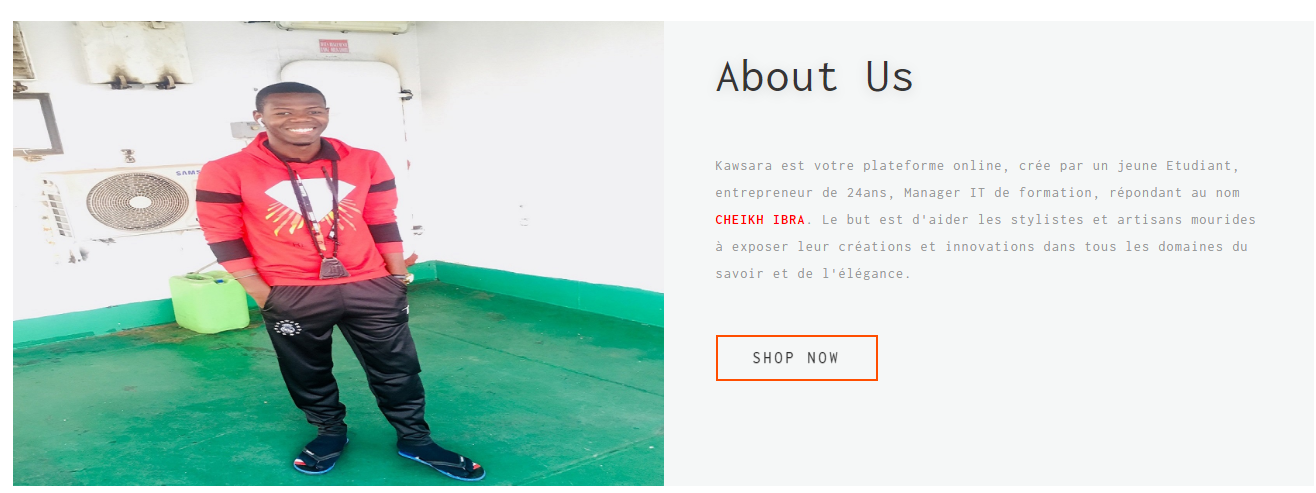 About Us
Kawsara est votre plateforme online, crée par un jeune Etudiant,
entrepreneur de 24ans, Manager IT de formation, répondant au nom
CHEIKH IBRA. Le but est d'aider les stylistes et artisans mourides
à exposer leur créations et innovations dans tous les domaines du
savoir et de l'élégance.
SHOP NOW